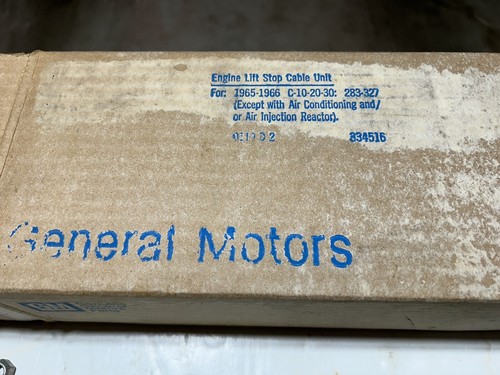 Engine Lift Stop Cable Unit
For: 1965-1966 C-10-20-30: 283-327
(Except with Air Conditioning and/
or Air Injection Reactor).
834516
General Motors
GM